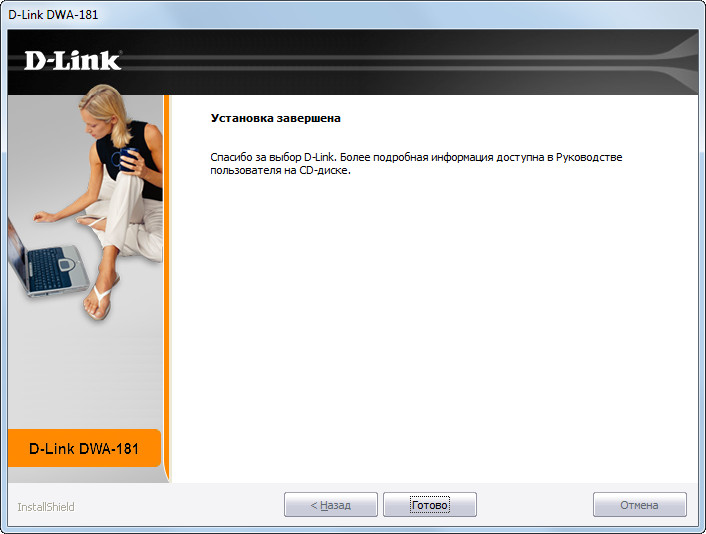 D-Link DWA-181
D-Link
Установка завершена
Спасибо за выбор D-Link. Более подробная информация доступна в Руководстве
пользователя на CD-диске.
D-Link DWA-181
InstallShield
< Назад
Готово
Отмена